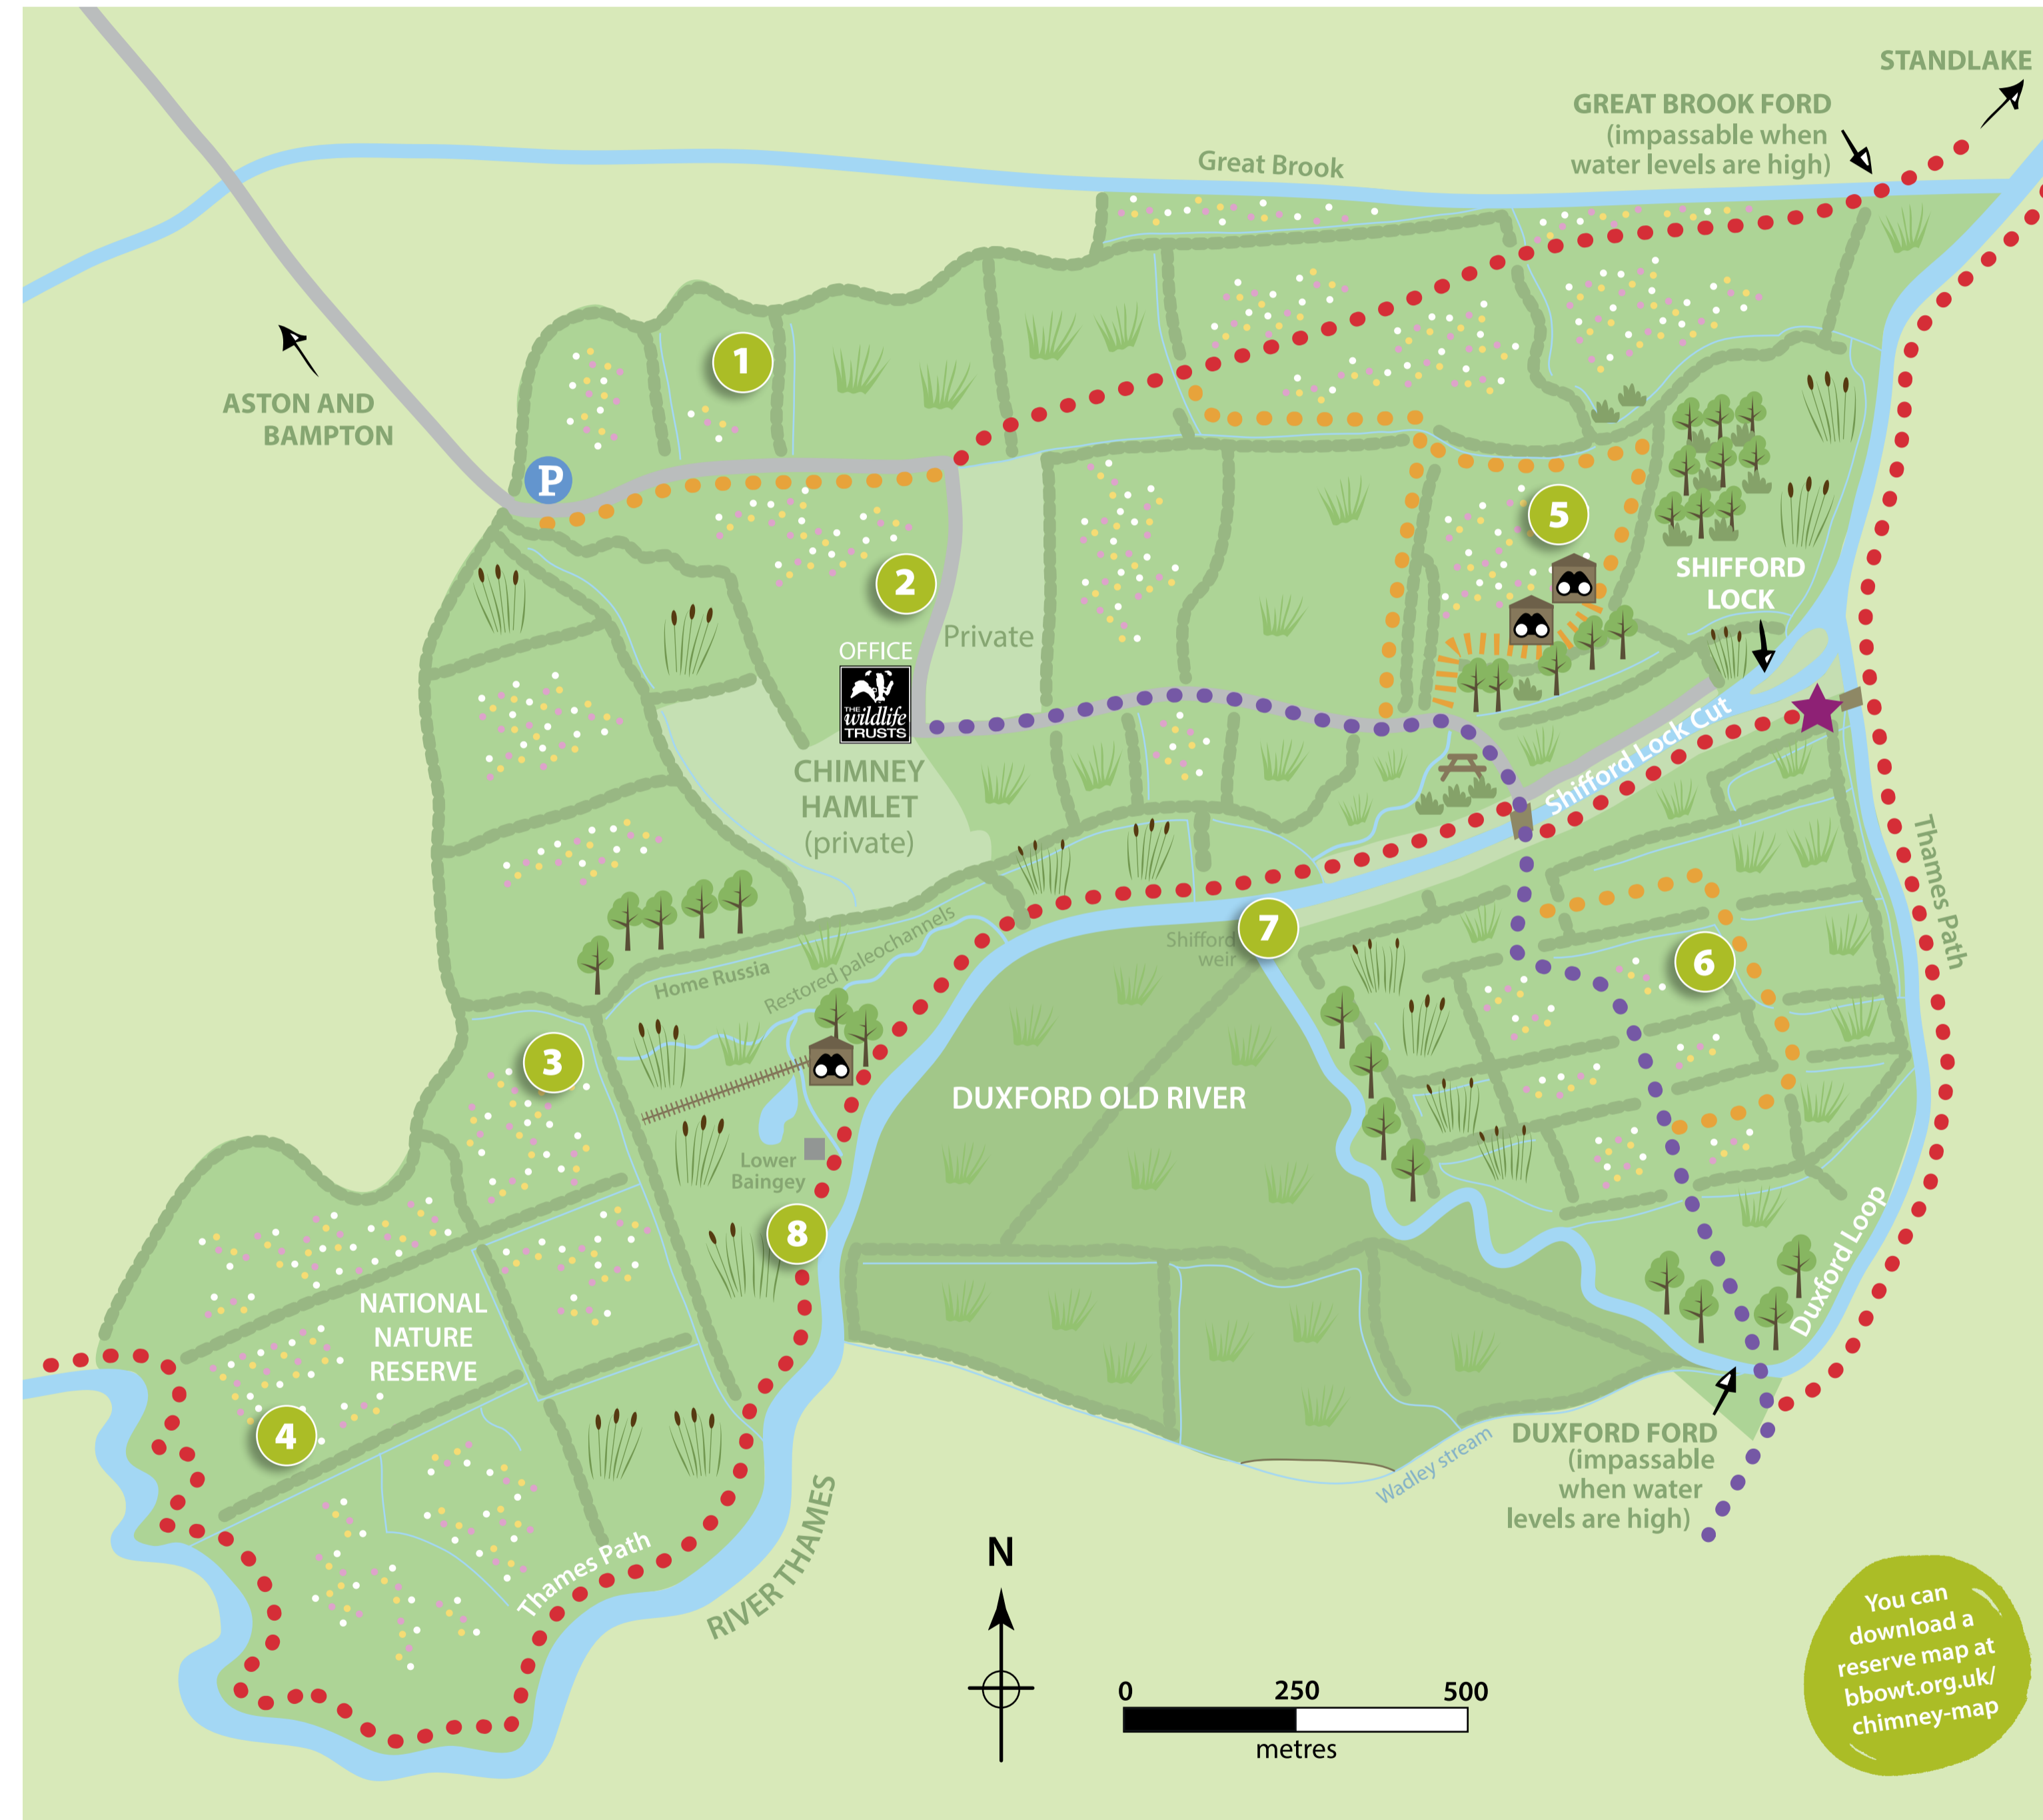 STANDLAKE
GREAT BROOK FORD
(impassable when
water levels are high)
Great Brook
ASTON AND
BAMPTON
1
P
5
2
SHIFFORD
LOCK
Private
OFFICE
THE
wildlife
TRUSTS
CHIMNEY
HAMLET
(private)
Shifford Lock Cut
Thames Path
7
Shifford
weir
6
Home Russia
Restored paleochannels
3
DUXFORD OLD RIVER
Lower
Baingey
8
Duxford Loop
NATIONAL
NATURE
RESERVE
4
DUXFORD FORD
(impassable
when water
levels are high)
Wadley stream
Thames Path
RIVER THAMES
N
0 250 500
metres
You can
download a
reserve map at
bbowt.org.uk/
chimney-map